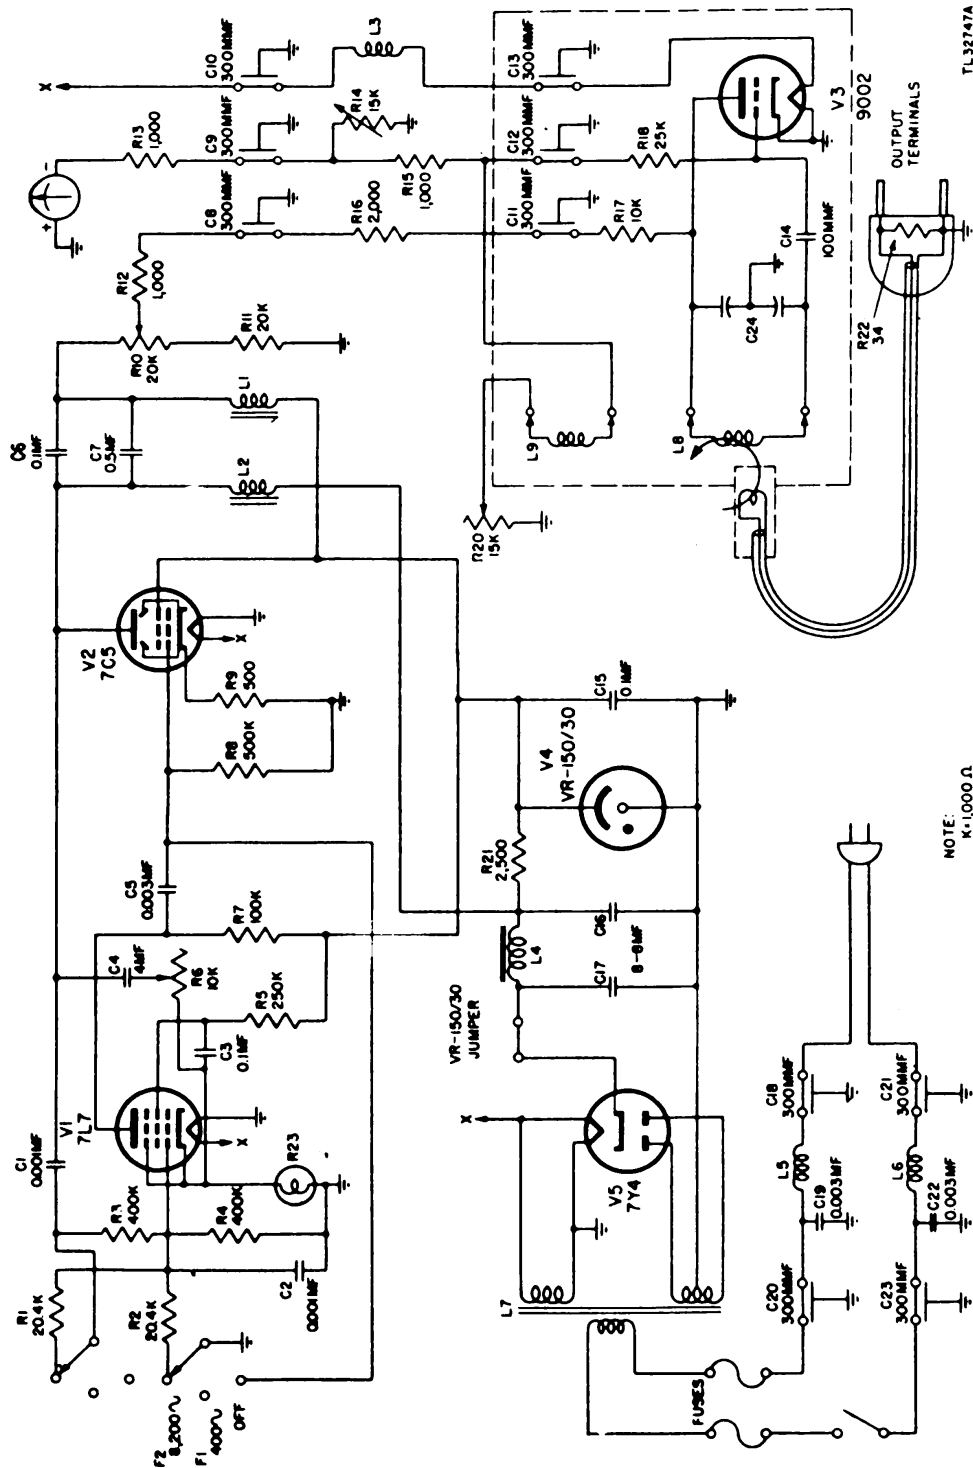 C1
0.001MF
R1
20.4K
R3
400K
R2
20.4K
R4
400K
C2
0.001MF
R23
F2
8,200~
F1
400~
OFF
V1
7L7
X
C4
4MF
R6
10K
C3
0.1MF
R5
250K
R7
100K
C5
0.003MF
V2
7C5
X
R8
500K
R9
500
C6
0.1MF
C7
0.5MF
L2
L1
R10
20K
R11
20K
R12
1,000
+
-
R13
1,000
X
C8
300MMF
C9
300MMF
C10
300MMF
R16
2,000
R14
15K
R15
1,000
L3
C11
300MMF
C12
300MMF
C13
300MMF
R17
10K
R18
25K
V3
9002
C14
100MMF
C24
L9
L8
R20
15K
OUTPUT
TERMINALS
R22
34
V5
7Y4
X
L7
VR-150/30
JUMPER
L4
C17
C16
8-8MF
R21
2,500
V4
VR-150/30
C15
0.1MF
FUSES
C20
300MMF
C19
0.003MF
L5
C18
300MMF
C23
300MMF
C22
0.003MF
L6
C21
300MMF
NOTE:
K=1,000 Ω
TL32747A